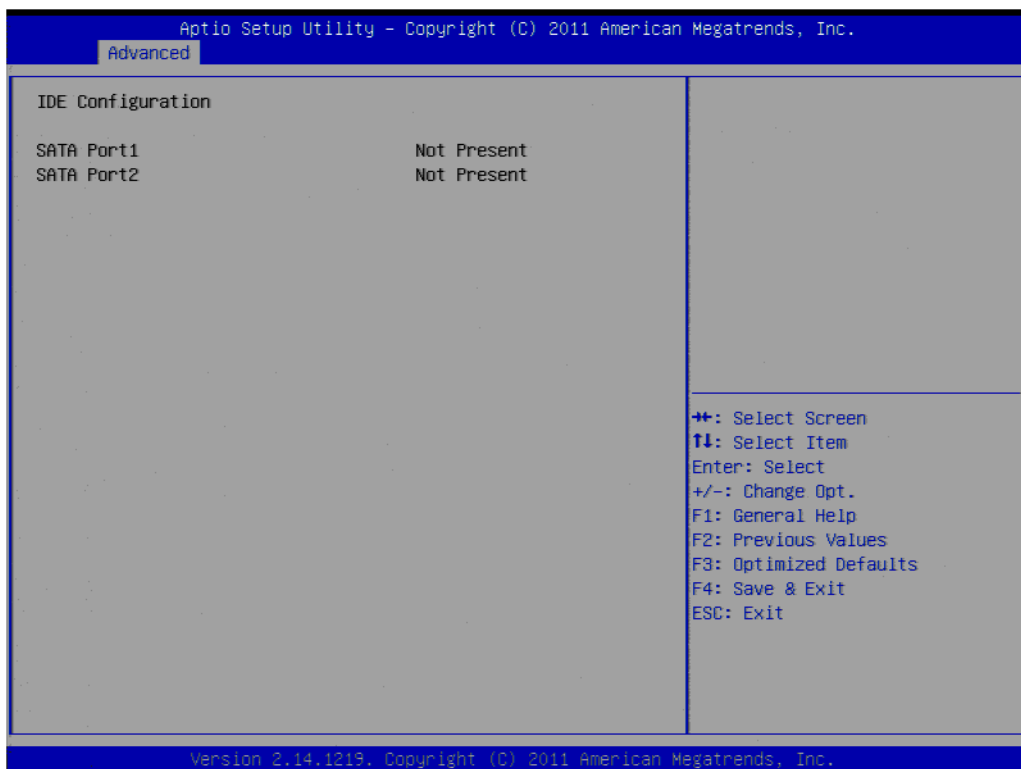 Aptio Setup Utility – Copyright (C) 2011 American Megatrends, Inc.
Advanced
IDE Configuration
SATA Port1 Not Present
SATA Port2 Not Present
→←: Select Screen
↑↓: Select Item
Enter: Select
+/-: Change Opt.
F1: General Help
F2: Previous Values
F3: Optimized Defaults
F4: Save & Exit
ESC: Exit
Version 2.14.1219. Copyright (C) 2011 American Megatrends, Inc.